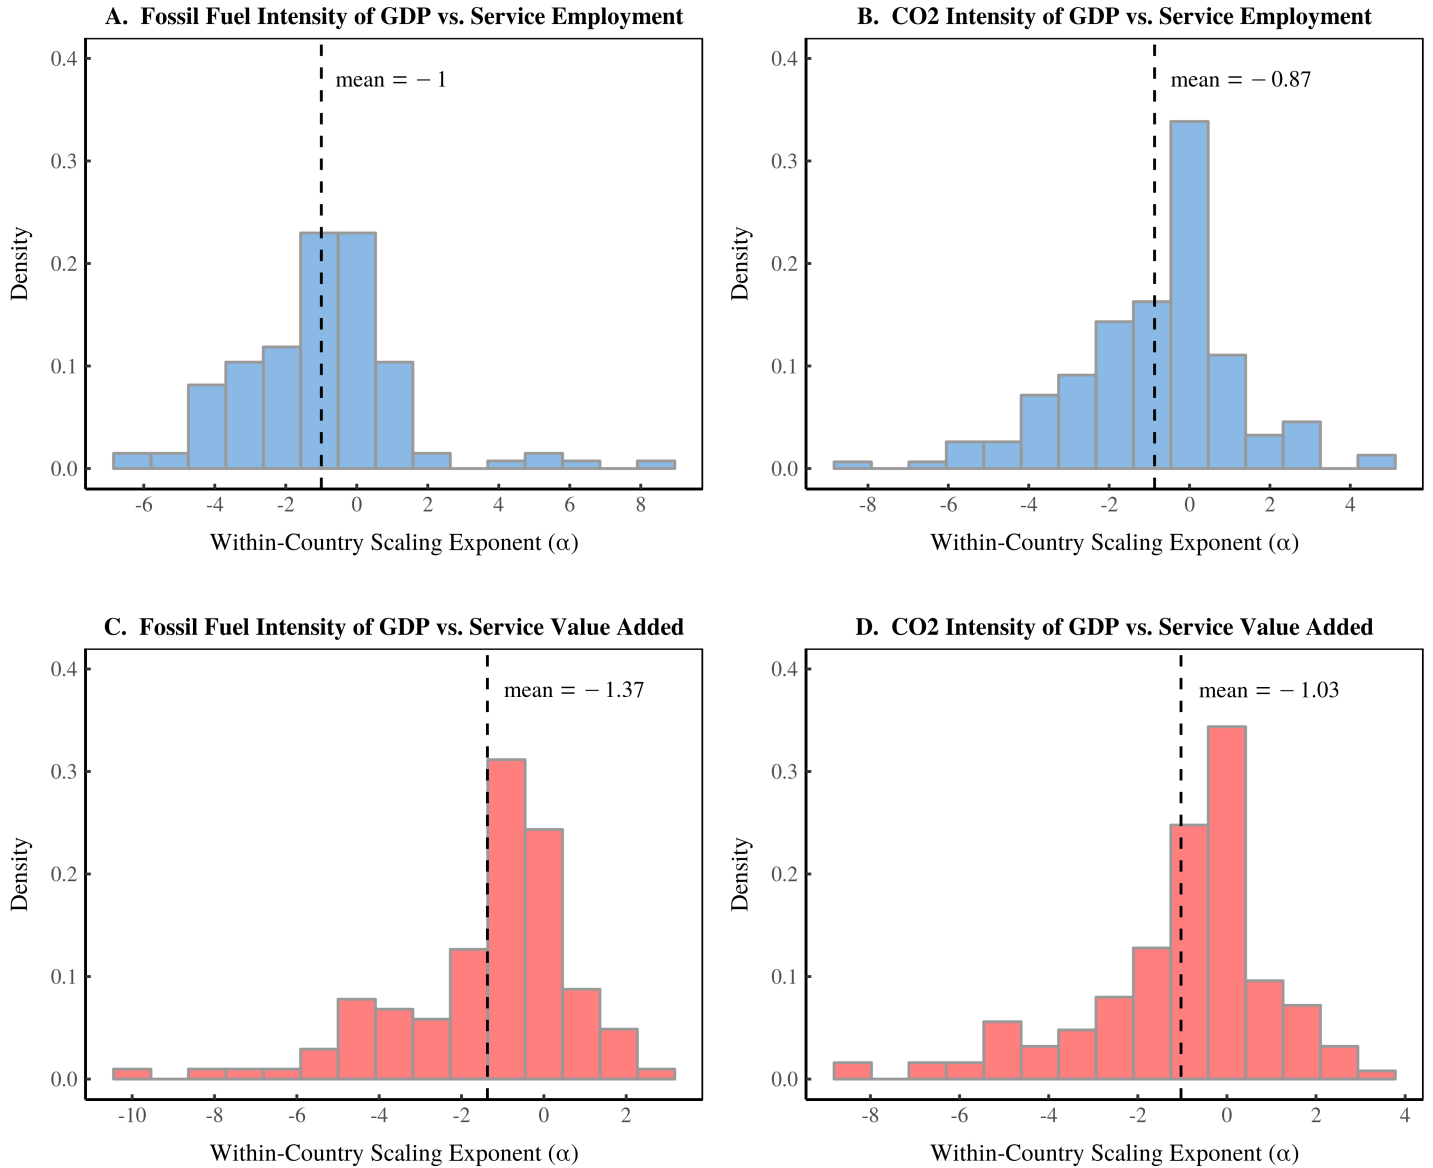 A. Fossil Fuel Intensity of GDP vs. Service Employment
0.4
0.3
0.2
0.1
0.0
Density
mean = − 1
-6 -4 -2 0 2 4 6 8
Within-Country Scaling Exponent (α)
B. CO2 Intensity of GDP vs. Service Employment
0.4
0.3
0.2
0.1
0.0
Density
mean = − 0.87
-8 -6 -4 -2 0 2 4
Within-Country Scaling Exponent (α)
C. Fossil Fuel Intensity of GDP vs. Service Value Added
0.4
0.3
0.2
0.1
0.0
Density
mean = − 1.37
-10 -8 -6 -4 -2 0 2
Within-Country Scaling Exponent (α)
D. CO2 Intensity of GDP vs. Service Value Added
0.4
0.3
0.2
0.1
0.0
Density
mean = − 1.03
-8 -6 -4 -2 0 2 4
Within-Country Scaling Exponent (α)